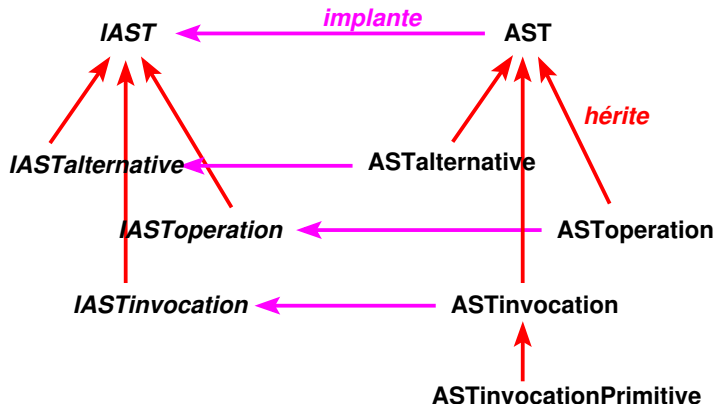 IAST
implante
AST
hérite
IASTalternative
ASTalternative
IASToperation
ASToperation
IASTinvocation
ASTinvocation
ASTinvocationPrimitive